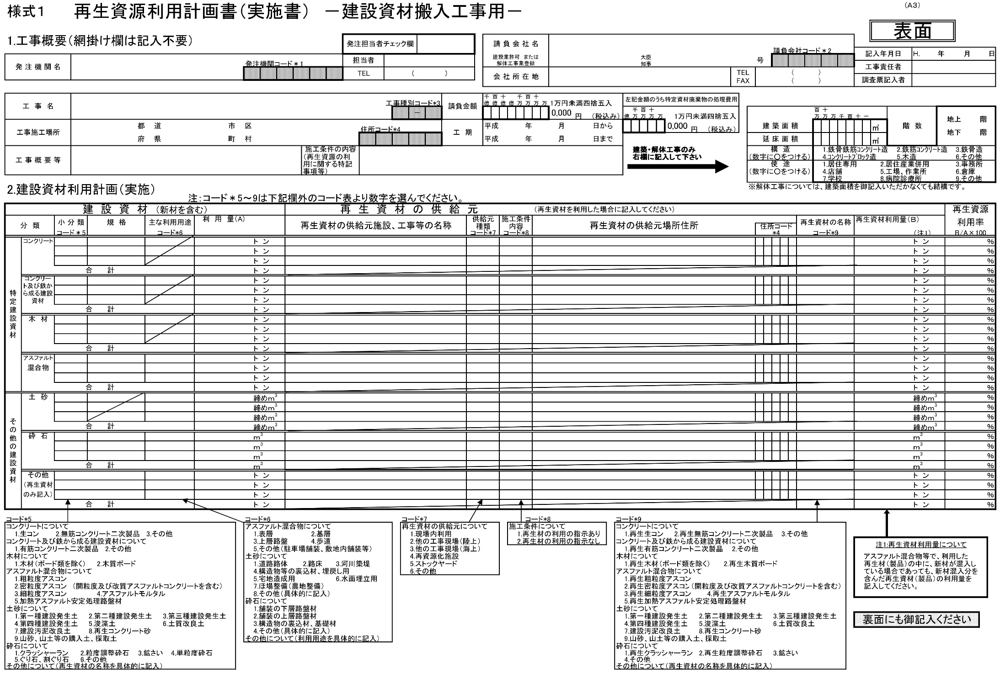 様式1 再生資源利用計画書(実施書) －建設資材搬入工事用－
(A3)
表面
1.工事概要(網掛け欄は記入不要)
発注担当者チェック欄
発注機関名
発注機関コード*1
担当者
TEL ( )
請負会社名
建設業許可 または
解体工事業登録
大臣
知事
号
請負会社コード*2
会社所在地
TEL ( )
FAX ( )
記入年月日 H. 年 月 日
工事責任者
調査票記入者
工事名
工事種別コード*3
－
請負金額
千百十 千百十
億億億億万万万万 1万円未満四捨五入
0,000 円 (税込み)
左記金額のうち特定資材廃棄物の処理費用
千百十
億万万万万 1万円未満四捨五入
0,000 円 (税込み)
工事施工場所
都 道 市 区
府 県 町 村
住所コード*4
工 期
平成 年 月 日から
平成 年 月 日まで
工事概要等
施工条件の内容
(再生資源の利
用に関する特記
事項等)
建築・解体工事のみ
右欄に記入して下さい
百十
万万万千百十一
建築面積 ㎡
延床面積 ㎡
階 数
地上 階
地下 階
構 造
(数字に○をつける)
1.鉄骨鉄筋コンクリート造 2.鉄筋コンクリート造 3.鉄骨造
4.コンクリートブロック造 5.木造 6.その他
使 途
(数字に○をつける)
1.居住専用 2.居住産業併用 3.事務所
4.店舗 5.工場、作業所 6.倉庫
7.学校 8.病院診療所 9.その他
※解体工事については、建築面積を御記入いただかなくても結構です。
2.建設資材利用計画(実施)
注:コード*5～9は下記欄外のコード表より数字を選んでください。
建設資材 (新材を含む)
再生資材の供給元 (再生資材を利用した場合に記入してください)
再生資源
利用率
B/A×100
分 類
小分類
コード*5
規 格
主な利用用途
コード*6
利 用 量(A)
再生資材の供給元施設、工事等の名称
供給元
種類
コード*7
施工条件
内容
コード*8
再生資材の供給元場所住所
住所コード
*4
再生資材の名称
コード*9
再生資材利用量(B)
(注1)
特定建設資材
コンクリート
トン トン %
トン トン %
トン トン %
合 計 トン トン %
コンクリー
ト及び鉄か
ら成る建設
資材
トン トン %
トン トン %
トン トン %
合 計 トン トン %
木 材
トン トン %
トン トン %
トン トン %
合 計 トン トン %
アスファルト
混合物
トン トン %
トン トン %
トン トン %
合 計 トン トン %
その他の建設資材
土 砂
締めm³ 締めm³ %
締めm³ 締めm³ %
締めm³ 締めm³ %
合 計 締めm³ 締めm³ %
砕 石
m³ m³ %
m³ m³ %
m³ m³ %
合 計 m³ m³ %
その他
(再生資材
のみ記入)
トン トン %
トン トン %
トン トン %
合 計 トン トン %
コード*5
コンクリートについて
1.生コン 2.無筋コンクリート二次製品 3.その他
コンクリート及び鉄から成る建設資材について
1.有筋コンクリート二次製品 2.その他
木材について
1.木材(ボード類を除く) 2.木質ボード
アスファルト混合物について
1.粗粒度アスコン
2.密粒度アスコン (開粒度及び改質アスファルトコンクリートを含む)
3.細粒度アスコン 4.アスファルトモルタル
5.加熱アスファルト安定処理路盤材
土砂について
1.第一種建設発生土 2.第二種建設発生土 3.第三種建設発生土
4.第四種建設発生土 5.浚渫土 6.土質改良土
7.建設汚泥改良土 8.再生コンクリート砂
9.山砂、山土等の購入土、採取土
砕石について
1.クラッシャーラン 2.粒度調整砕石 3.鉱さい 4.単粒度砕石
5.ぐり石、割ぐり石 6.その他
その他について(再生資材の名称を具体的に記入)
コード*6
アスファルト混合物について
1.表層 2.基層
3.上層路盤 4.歩道
5.その他(駐車場舗装、敷地内舗装等)
土砂について
1.道路路体 2.路床 3.河川築堤
4.構造物等の裏込材、埋戻し用
5.宅地造成用 6.水面埋立用
7.ほ場整備(農地整備)
8.その他(具体的に記入)
砕石について
1.舗装の下層路盤材
2.舗装の上層路盤材
3.構造物の裏込材、基礎材
4.その他(具体的に記入)
その他について(利用用途を具体的に記入)
コード*7
再生資材の供給元について
1.現場内利用
2.他の工事現場(陸上)
3.他の工事現場(海上)
4.再資源化施設
5.ストックヤード
6.その他
コード*8
施工条件について
1.再生材の利用の指示あり
2.再生材の利用の指示なし
コード*9
コンクリートについて
1.再生生コン 2.再生無筋コンクリート二次製品 3.その他
コンクリート及び鉄から成る建設資材について
1.再生有筋コンクリート二次製品 2.その他
木材について
1.再生木材(ボード類を除く) 2.再生木質ボード
アスファルト混合物について
1.再生粗粒度アスコン
2.再生密粒度アスコン(開粒度及び改質アスファルトコンクリートを含む)
3.再生細粒度アスコン 4.再生アスファルトモルタル
5.再生加熱アスファルト安定処理路盤材
土砂について
1.第一種建設発生土 2.第二種建設発生土 3.第三種建設発生土
4.第四種建設発生土 5.浚渫土 6.土質改良土
7.建設汚泥改良土 8.再生コンクリート砂
9.山砂、山土等の購入土、採取土
砕石について
1.再生クラッシャーラン 2.再生粒度調整砕石 3.鉱さい
4.その他
その他について(再生資材の名称を具体的に記入)
注1:再生資材利用量について
アスファルト混合物等で、利用した
再生材(製品)の中に、新材が混入し
ている場合であっても、新材混入分を
含んだ再生資材(製品)の利用量を
記入してください。
裏面にも御記入ください